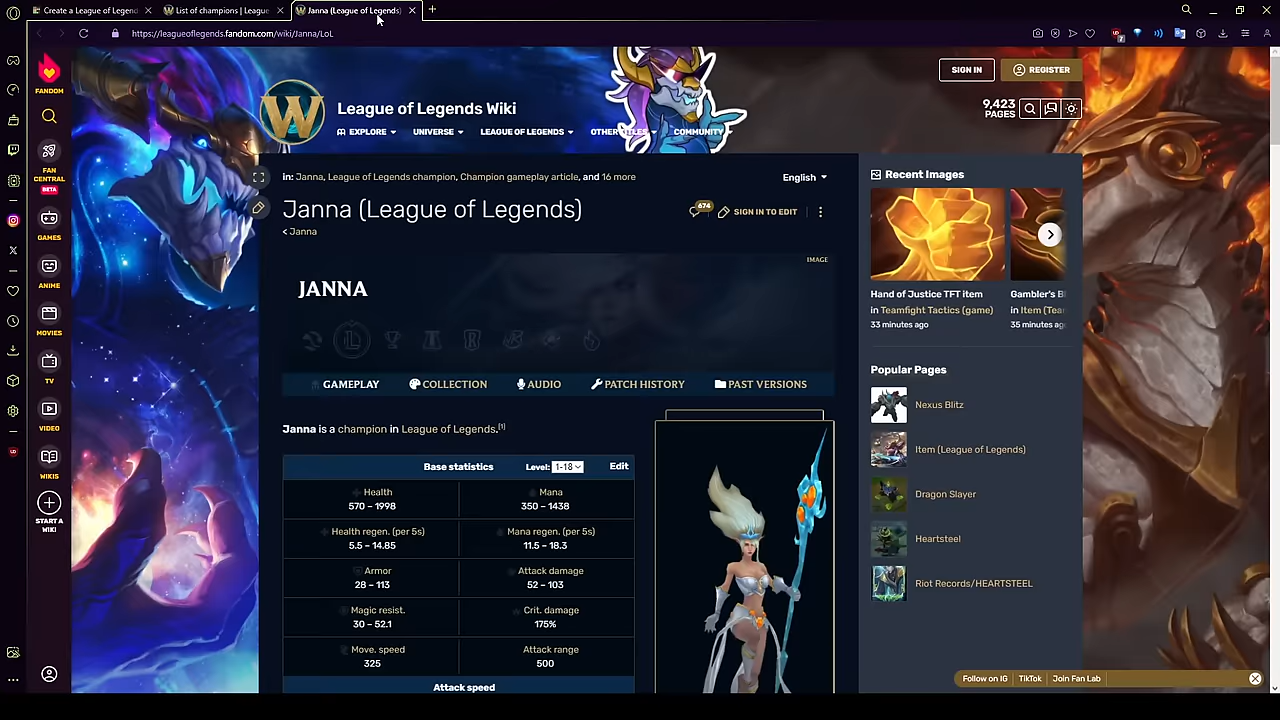 Create a League of Legend
List of champions | League
Janna (League of Legends)
https://leagueoflegends.fandom.com/wiki/Janna/LoL
FANDOM
FAN CENTRAL
BETA
GAMES
ANIME
MOVIES
TV
VIDEO
WIKIS
START A WIKI
W
League of Legends Wiki
EXPLORE
UNIVERSE
LEAGUE OF LEGENDS
OTHER TITLES
COMMUNITY
SIGN IN
REGISTER
9,423
PAGES
in: Janna, League of Legends champion, Champion gameplay article, and 16 more
English
Janna (League of Legends)
674
SIGN IN TO EDIT
< Janna
IMAGE
JANNA
GAMEPLAY
COLLECTION
AUDIO
PATCH HISTORY
PAST VERSIONS
Janna is a champion in League of Legends.[1]
Base statistics
Level: 1-18
Edit
Health
570 – 1998
Mana
350 – 1438
Health regen. (per 5s)
5.5 – 14.85
Mana regen. (per 5s)
11.5 – 18.3
Armor
28 – 113
Attack damage
52 – 103
Magic resist.
30 – 52.1
Crit. damage
175%
Move. speed
325
Attack range
500
Attack speed
Recent Images
Hand of Justice TFT item
in Teamfight Tactics (game)
33 minutes ago
Gambler's B
in Item (Tea
35 minutes ag
Popular Pages
Nexus Blitz
Item (League of Legends)
Dragon Slayer
Heartsteel
Riot Records/HEARTSTEEL
Follow on IG
TikTok
Join Fan Lab